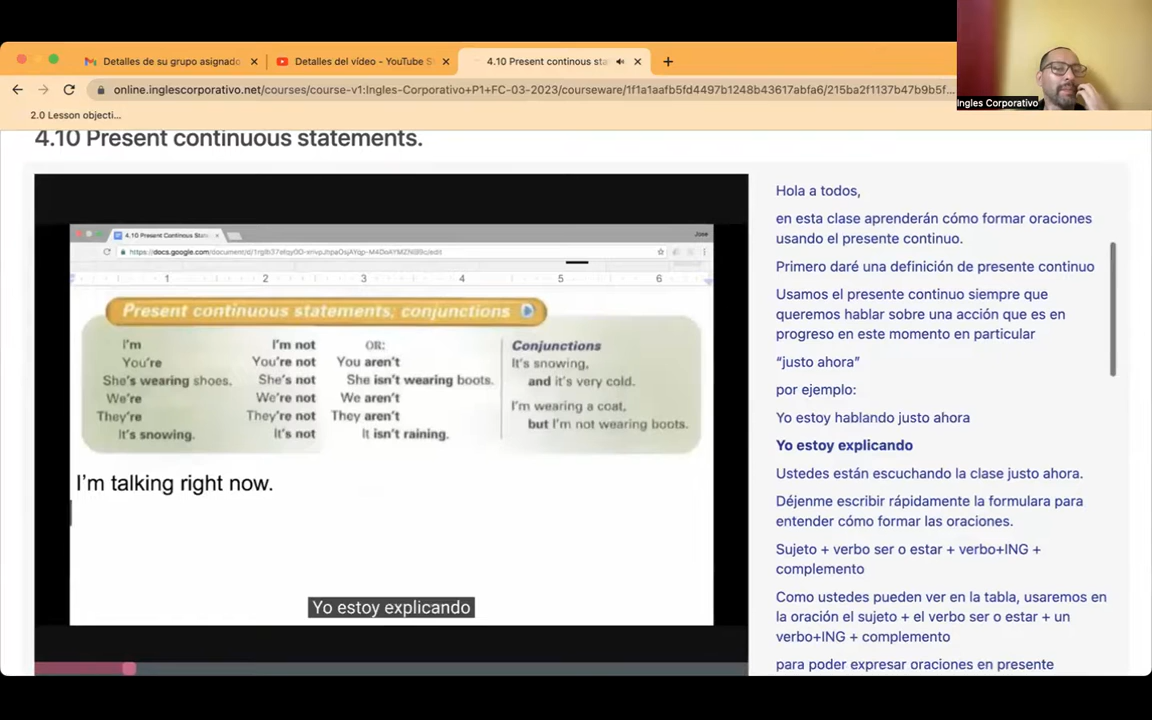 Detalles de su grupo asignado
Detalles del vídeo - YouTube S
4.10 Present continous sta
online.inglescorporativo.net/courses/course-v1:Ingles-Corporativo+P1+FC-03-2023/courseware/1f1a1aafb5fd4497b1248b43617abfa6/215ba2f1137b47b9b5f...
Ingles Corporativo
2.0 Lesson objecti...
4.10 Present continuous statements.
4.10 Present Continous State
Jose
1 2 3 4 5 6
Present continuous statements; conjunctions
I'm I'm not OR:
You're You're not You aren't
She's wearing shoes. She's not She isn't wearing boots.
We're We're not We aren't
They're They're not They aren't
It's snowing. It's not It isn't raining.
Conjunctions
It's snowing,
and it's very cold.
I'm wearing a coat,
but I'm not wearing boots.
I'm talking right now.
Yo estoy explicando
Hola a todos,
en esta clase aprenderán cómo formar oraciones
usando el presente continuo.
Primero daré una definición de presente continuo
Usamos el presente continuo siempre que
queremos hablar sobre una acción que es en
progreso en este momento en particular
“justo ahora”
por ejemplo:
Yo estoy hablando justo ahora
Yo estoy explicando
Ustedes están escuchando la clase justo ahora.
Déjenme escribir rápidamente la formulara para
entender cómo formar las oraciones.
Sujeto + verbo ser o estar + verbo+ING +
complemento
Como ustedes pueden ver en la tabla, usaremos en
la oración el sujeto + el verbo ser o estar + un
verbo+ING + complemento
para poder expresar oraciones en presente